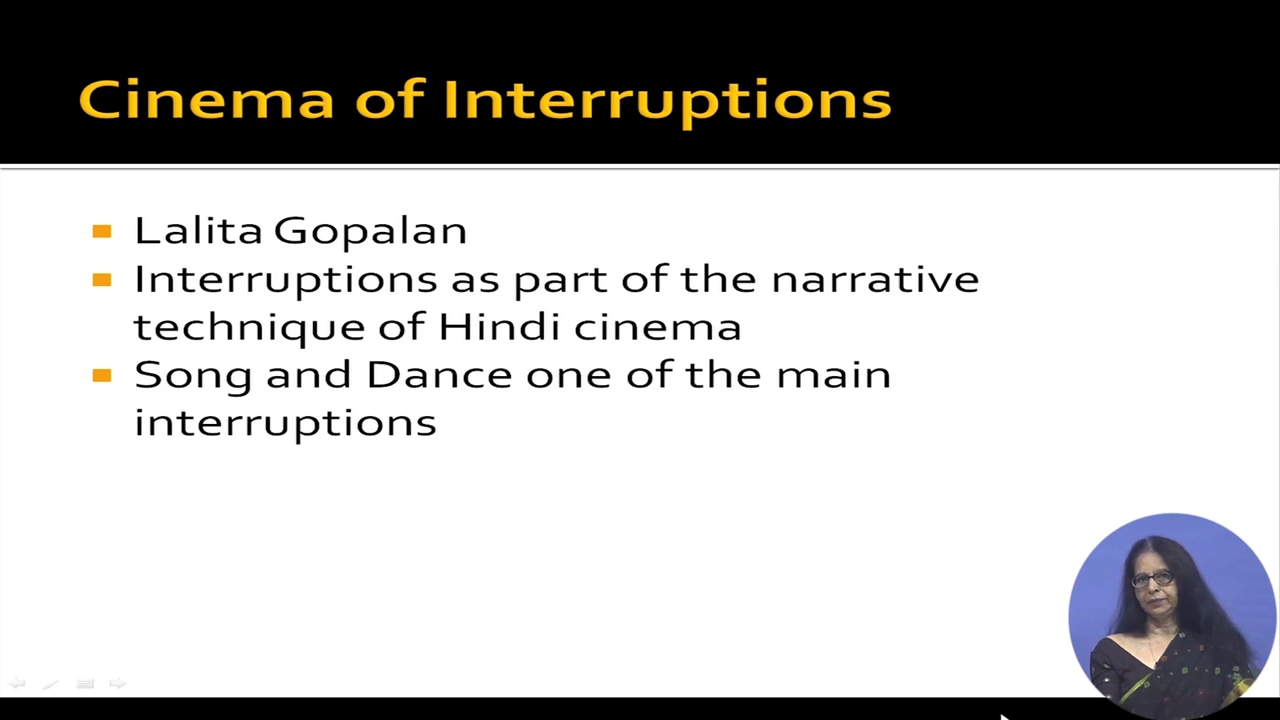 Cinema of Interruptions
Lalita Gopalan
Interruptions as part of the narrative
technique of Hindi cinema
Song and Dance one of the main
interruptions